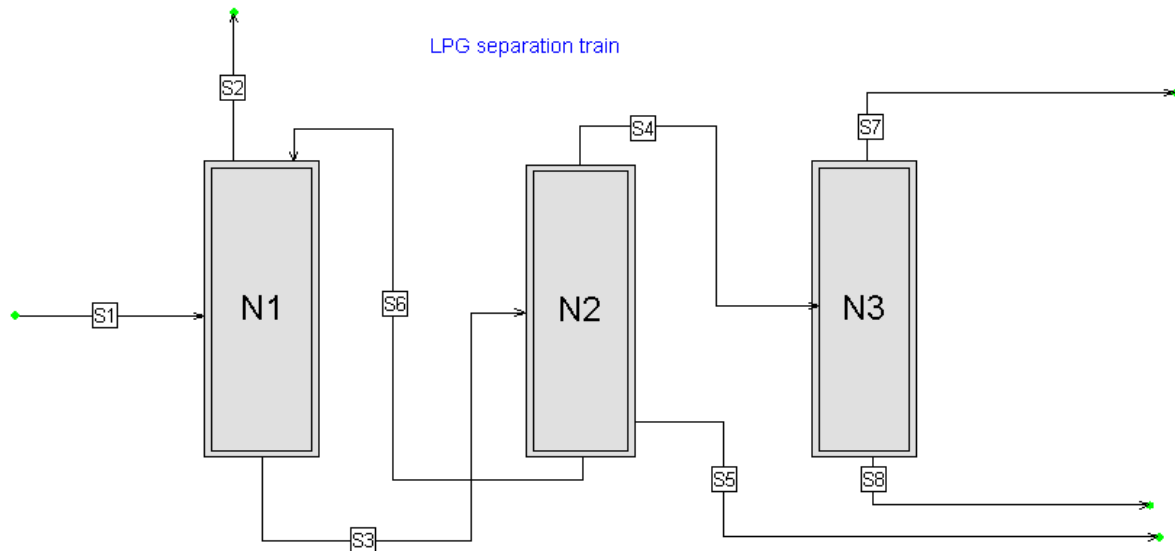 LPG separation train
S2
S4
S7
S1
N1
S6
N2
N3
S3
S5
S8